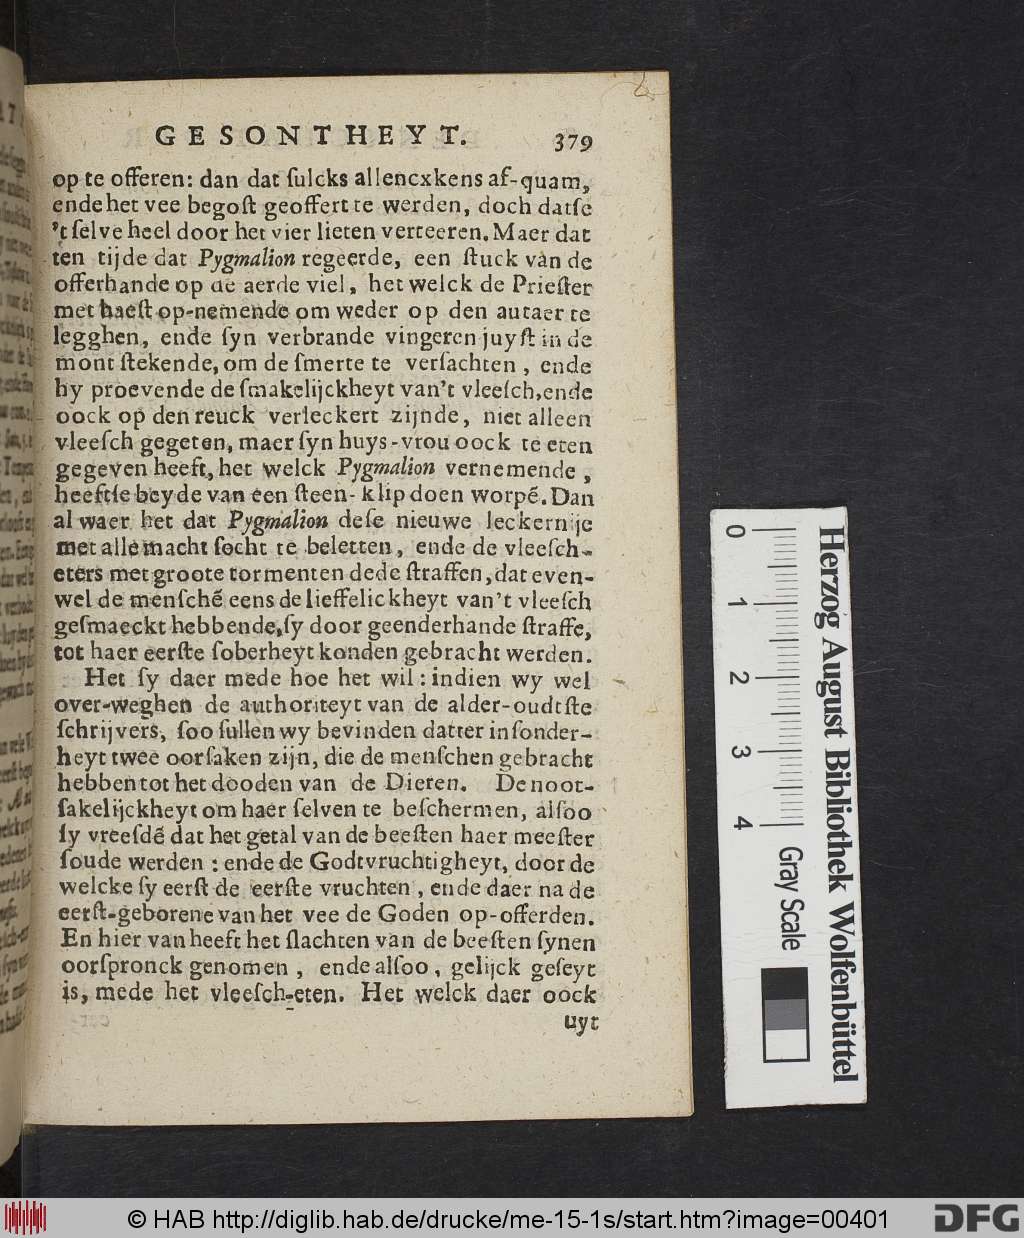 GESONTHEYT. 379
op te offeren: dan dat ſulcks allencxkens af-quam,
ende het vee begoſt geoffert te werden, doch datſe
't ſelve heel door het vier lieten verteeren. Maer dat
ten tijde dat Pygmalion regeerde, een ſtuck van de
offerhande op de aerde viel, het welck de Prieſter
met haeſt op-nemende om weder op den autaer te
legghen, ende ſyn verbrande vingeren juyſt in de
mont ſtekende, om de ſmerte te verſachten, ende
hy proevende de ſmakelijckheyt van't vleeſch, ende
oock op den reuck verleckert zijnde, niet alleen
vleeſch gegeten, maer ſyn huys-vrou oock te eten
gegeven heeft, het welck Pygmalion vernemende,
heeftſe beyde van een ſteen-klip doen worpẽ. Dan
al waer het dat Pygmalion deſe nieuwe leckernije
met alle macht ſocht te beletten, ende de vleeſch-
eters met groote tormenten dede ſtraffen, dat even-
wel de menſchẽ eens de lieffelickheyt van't vleeſch
geſmaeckt hebbende, ſy door geenderhande ſtraffe,
tot haer eerſte ſoberheyt konden gebracht werden.
Het ſy daer mede hoe het wil: indien wy wel
over-weghen de authoriteyt van de alder-oudtſte
ſchrijvers, ſoo ſullen wy bevinden datter inſonder-
heyt twee oorſaken zijn, die de menſchen gebracht
hebben tot het dooden van de Dieren. De noot-
ſakelijckheyt om haer ſelven te beſchermen, alſoo
ſy vreeſdẽ dat het getal van de beeſten haer meeſter
ſoude werden: ende de Godtvruchtigheyt, door de
welcke ſy eerſt de eerſte vruchten, ende daer na de
eerſt-geborene van het vee de Goden op-offerden.
En hier van heeft het ſlachten van de beeſten ſynen
oorſpronck genomen, ende alſoo, gelijck geſeyt
is, mede het vleeſch-eten. Het welck daer oock
uyt
0 1 2 3 4
Gray Scale
Herzog August Bibliothek Wolfenbüttel
© HAB http://diglib.hab.de/drucke/me-15-1s/start.htm?image=00401
DFG